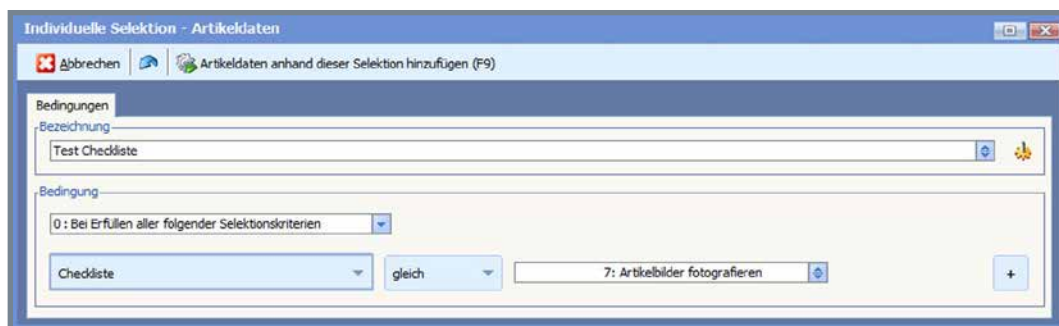 Individuelle Selektion - Artikeldaten
Abbrechen Artikeldaten anhand dieser Selektion hinzufügen (F9)
Bedingungen
Bezeichnung
Test Checkliste
Bedingung
0 : Bei Erfüllen aller folgender Selektionskriterien
Checkliste gleich 7: Artikelbilder fotografieren +